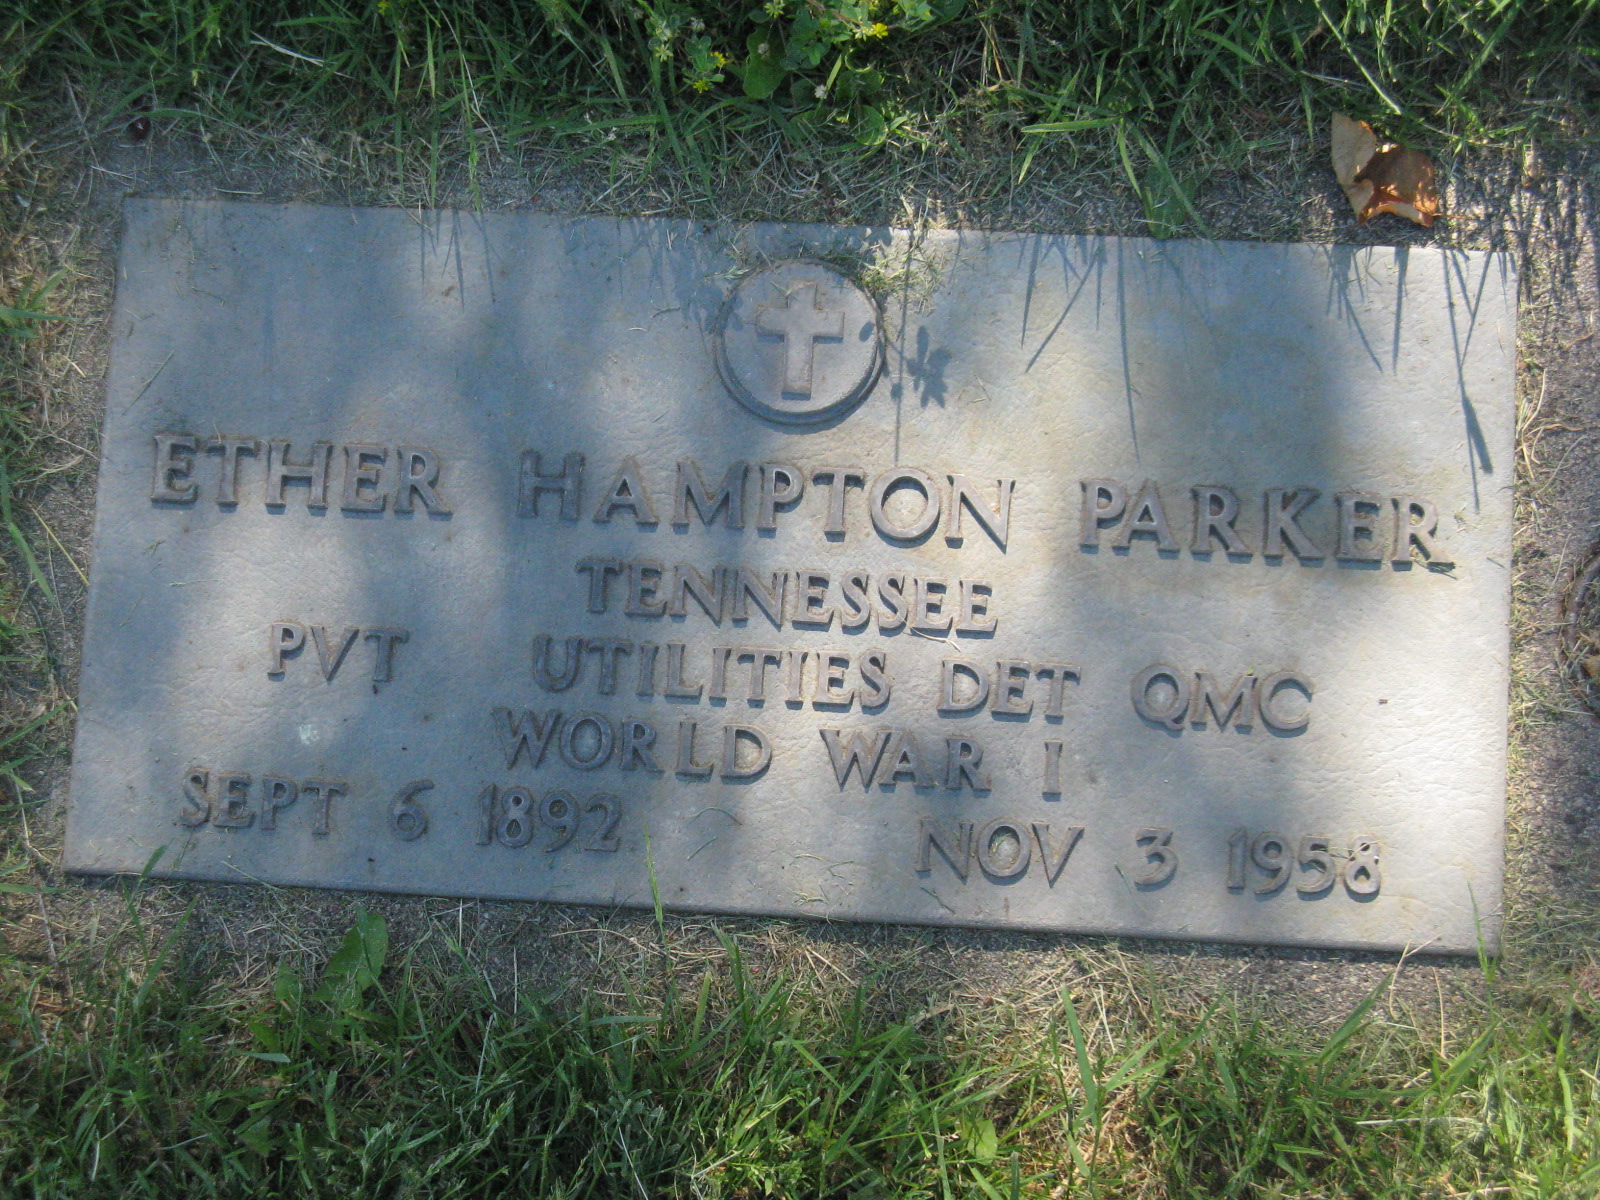 ETHER HAMPTON PARKER
TENNESSEE
PVT UTILITIES DET QMC
WORLD WAR I
SEPT 6 1892 NOV 3 1958